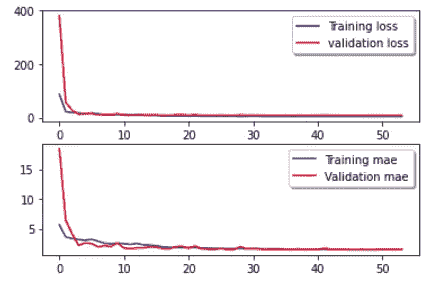 400
200
0
Training loss
validation loss
0 10 20 30 40 50
15
10
5
Training mae
Validation mae
0 10 20 30 40 50